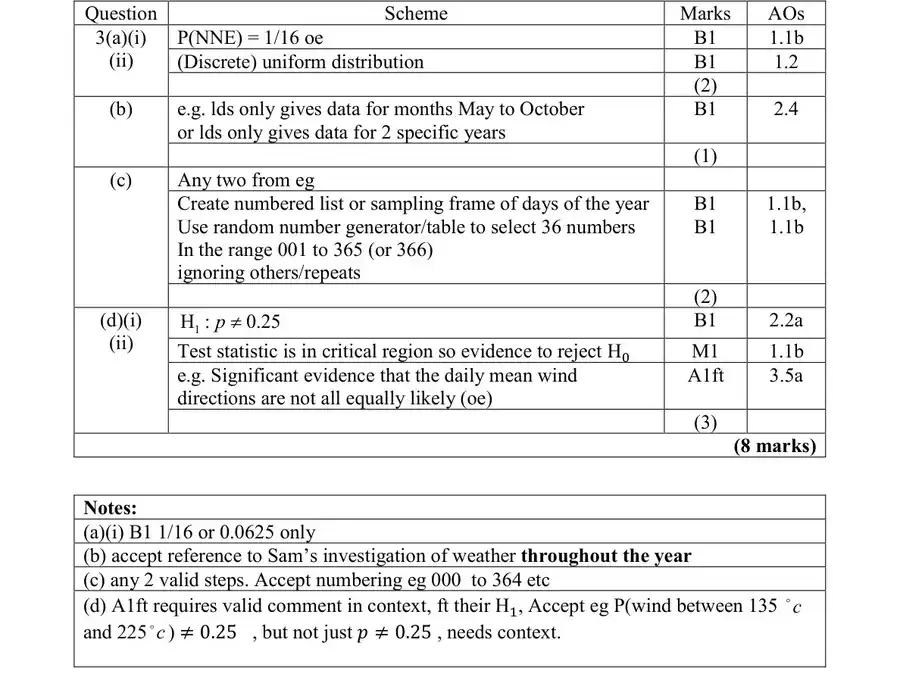 Question Scheme Marks AOs
3(a)(i) P(NNE) = 1/16 oe B1 1.1b
(ii) (Discrete) uniform distribution B1 1.2
(2)
(b) e.g. lds only gives data for months May to October B1 2.4
or lds only gives data for 2 specific years
(1)
(c) Any two from eg
Create numbered list or sampling frame of days of the year B1 1.1b,
Use random number generator/table to select 36 numbers B1 1.1b
In the range 001 to 365 (or 366)
ignoring others/repeats
(2)
(d)(i) H₁ : p ≠ 0.25 B1 2.2a
(ii) Test statistic is in critical region so evidence to reject H₀ M1 1.1b
e.g. Significant evidence that the daily mean wind A1ft 3.5a
directions are not all equally likely (oe)
(3)
(8 marks)
Notes:
(a)(i) B1 1/16 or 0.0625 only
(b) accept reference to Sam's investigation of weather throughout the year
(c) any 2 valid steps. Accept numbering eg 000 to 364 etc
(d) A1ft requires valid comment in context, ft their H₁, Accept eg P(wind between 135 ˚c
and 225˚c) ≠ 0.25 , but not just p ≠ 0.25 , needs context.